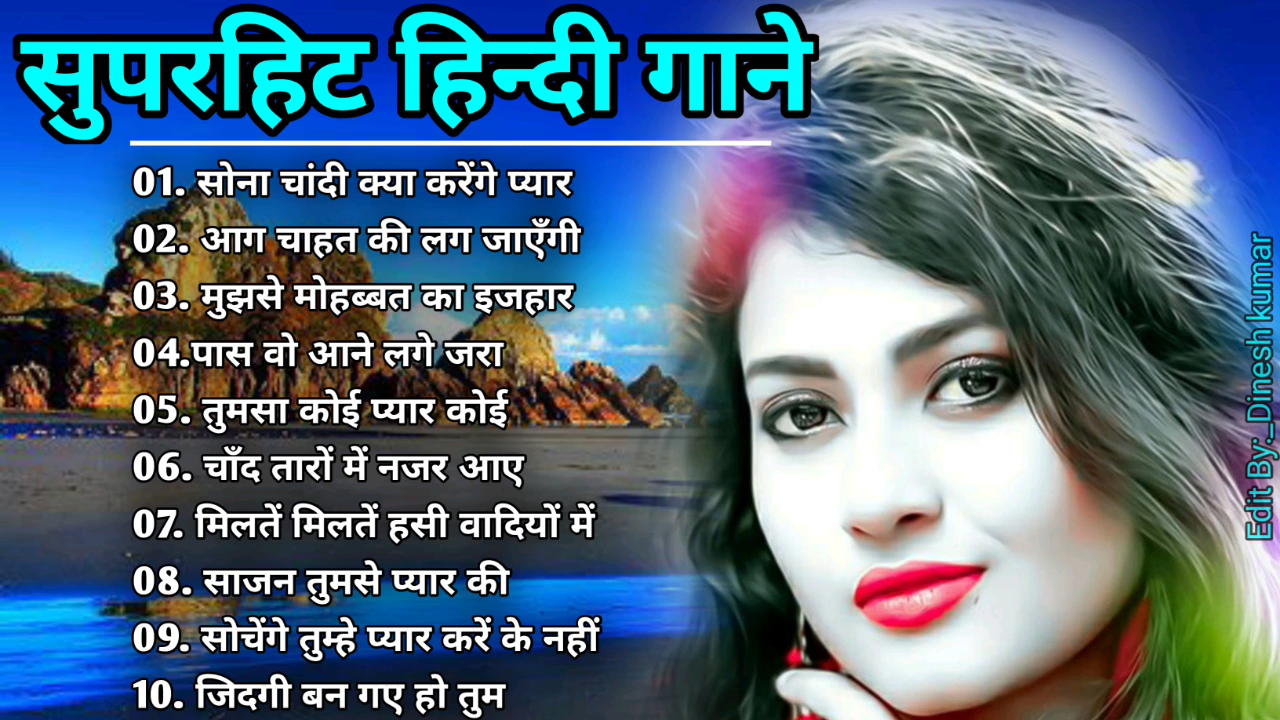 सुपरहिट हिन्दी गाने
01. सोना चांदी क्या करेंगे प्यार
02. आग चाहत की लग जाएँगी
03. मुझसे मोहब्बत का इजहार
04.पास वो आने लगे जरा
05. तुमसा कोई प्यार कोई
06. चाँद तारों में नजर आए
07. मिलतें मिलतें हसी वादियों में
08. साजन तुमसे प्यार की
09. सोचेंगे तुम्हे प्यार करें के नहीं
10. जिदगी बन गए हो तुम
Edit By:_Dinesh kumar